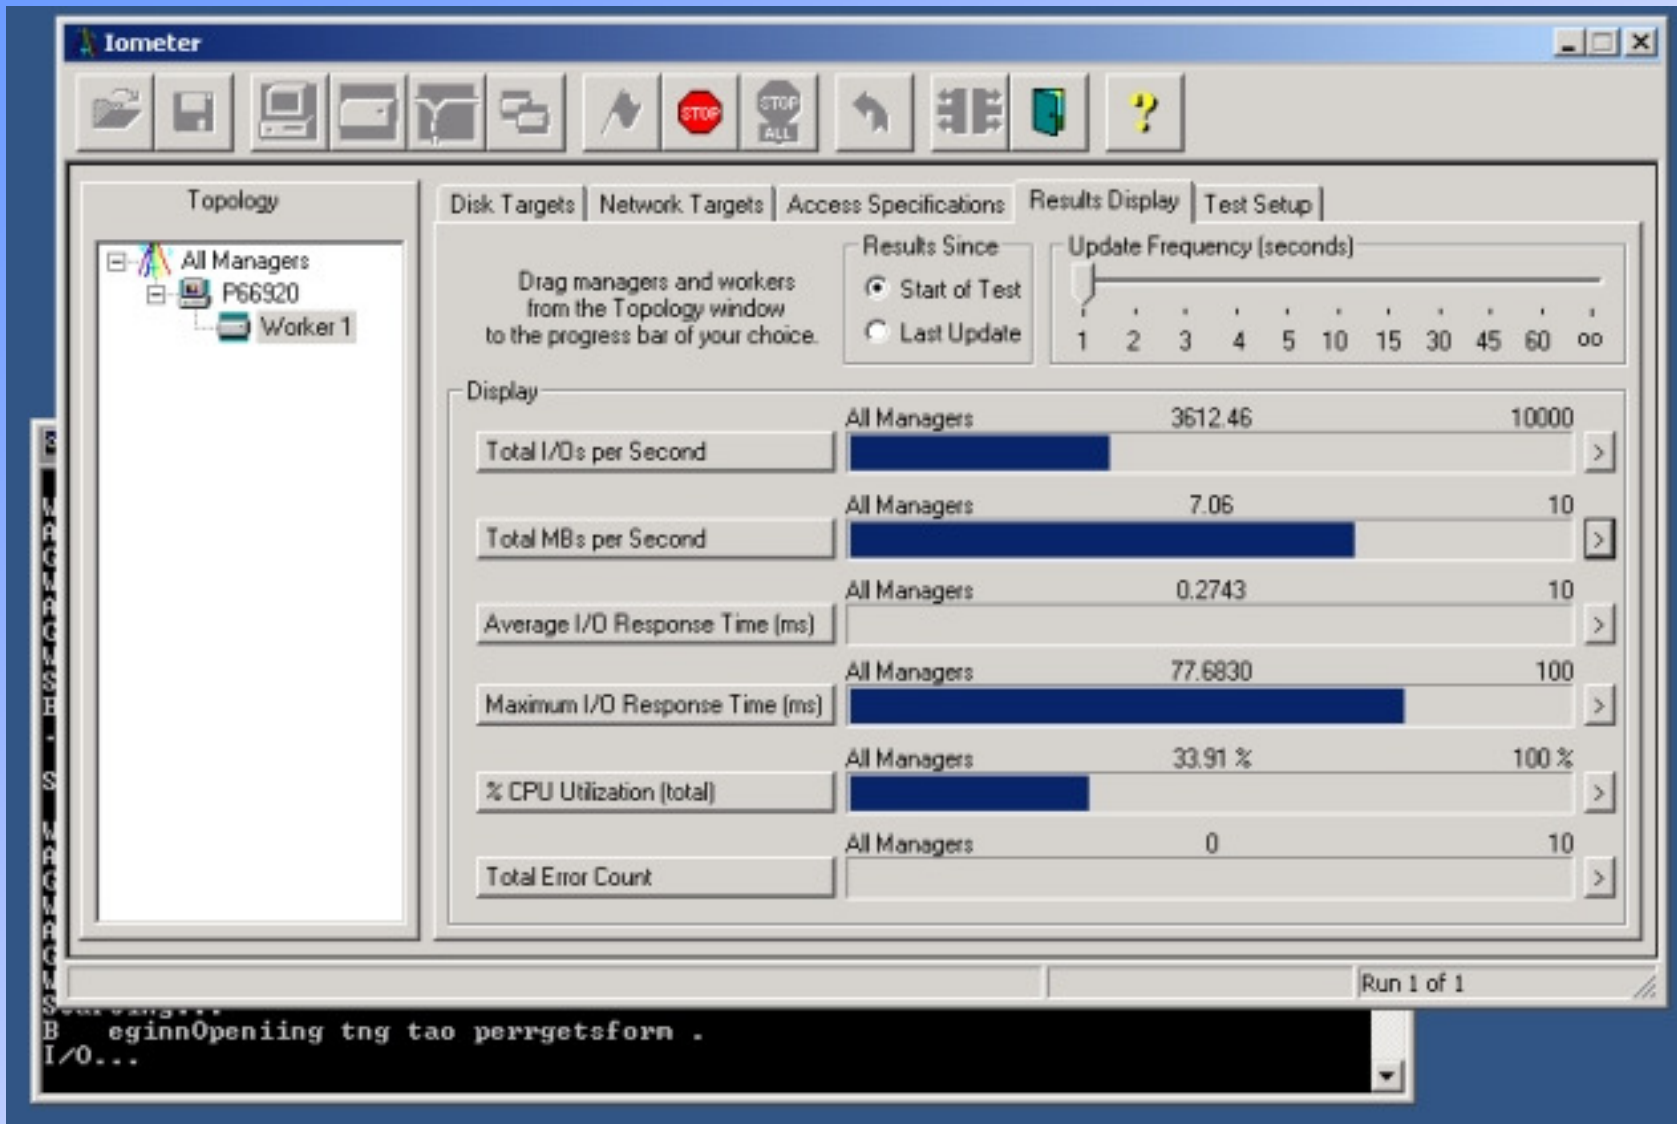 Iometer
STOP
STOP
ALL
?
Topology
All Managers
P66920
Worker 1
Disk Targets
Network Targets
Access Specifications
Results Display
Test Setup
Drag managers and workers
from the Topology window
to the progress bar of your choice.
Results Since
Start of Test
Last Update
Update Frequency (seconds)
1 2 3 4 5 10 15 30 45 60 oo
Display
All Managers 3612.46 10000
Total I/Os per Second >
All Managers 7.06 10
Total MBs per Second >
All Managers 0.2743 10
Average I/O Response Time (ms) >
All Managers 77.6830 100
Maximum I/O Response Time (ms) >
All Managers 33.91 % 100 %
% CPU Utilization (total) >
All Managers 0 10
Total Error Count >
Run 1 of 1
B eginnOpeniing tng tao perrgetsform .
I/O...